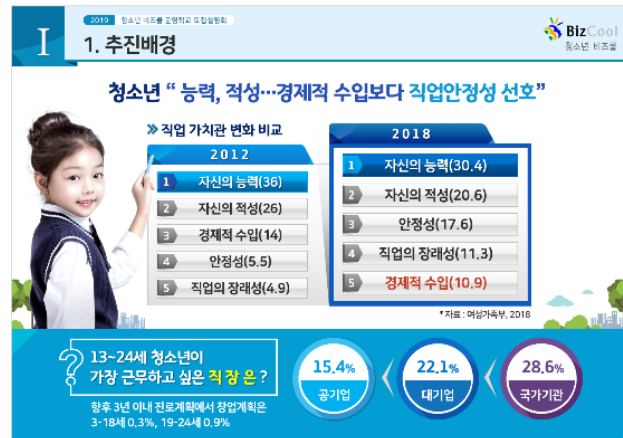 2019 청소년 비즈쿨 운영학교 모집설명회
I
1. 추진배경
BizCool
청소년 비즈쿨
청소년 “ 능력, 적성…경제적 수입보다 직업안정성 선호”
직업 가치관 변화 비교
2012
1 자신의 능력(36)
2 자신의 적성(26)
3 경제적 수입(14)
4 안정성(5.5)
5 직업의 장래성(4.9)
2018
1 자신의 능력(30.4)
2 자신의 적성(20.6)
3 안정성(17.6)
4 직업의 장래성(11.3)
5 경제적 수입(10.9)
*자료 : 여성가족부, 2018
?
13~24세 청소년이
가장 근무하고 싶은 직 장 은 ?
향후 3년 이내 진로계획에서 창업계획은
3-18세 0.3%, 19-24세 0.9%
15.4%
공기업
22.1%
대기업
28.6%
국가기관